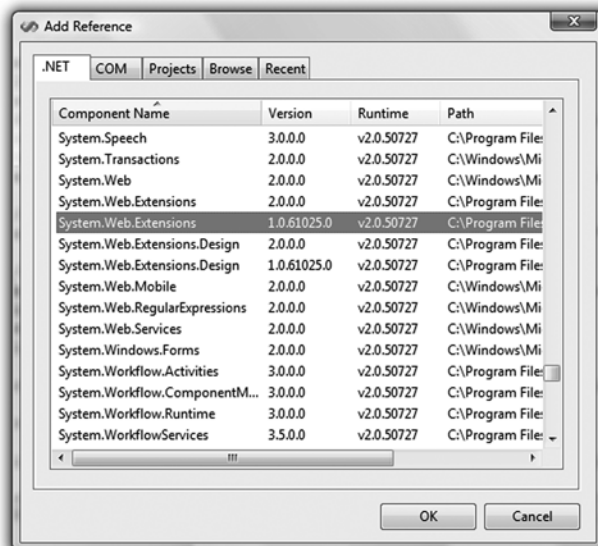 Add Reference
.NET COM Projects Browse Recent
Component Name Version Runtime Path
System.Speech 3.0.0.0 v2.0.50727 C:\Program Files
System.Transactions 2.0.0.0 v2.0.50727 C:\Windows\Mi
System.Web 2.0.0.0 v2.0.50727 C:\Windows\Mi
System.Web.Extensions 2.0.0.0 v2.0.50727 C:\Program Files
System.Web.Extensions 1.0.61025.0 v2.0.50727 C:\Program Files
System.Web.Extensions.Design 2.0.0.0 v2.0.50727 C:\Program Files
System.Web.Extensions.Design 1.0.61025.0 v2.0.50727 C:\Program Files
System.Web.Mobile 2.0.0.0 v2.0.50727 C:\Windows\Mi
System.Web.RegularExpressions 2.0.0.0 v2.0.50727 C:\Windows\Mi
System.Web.Services 2.0.0.0 v2.0.50727 C:\Windows\Mi
System.Windows.Forms 2.0.0.0 v2.0.50727 C:\Windows\Mi
System.Workflow.Activities 3.0.0.0 v2.0.50727 C:\Program Files
System.Workflow.ComponentM... 3.0.0.0 v2.0.50727 C:\Program Files
System.Workflow.Runtime 3.0.0.0 v2.0.50727 C:\Program Files
System.WorkflowServices 3.5.0.0 v2.0.50727 C:\Program Files
OK Cancel